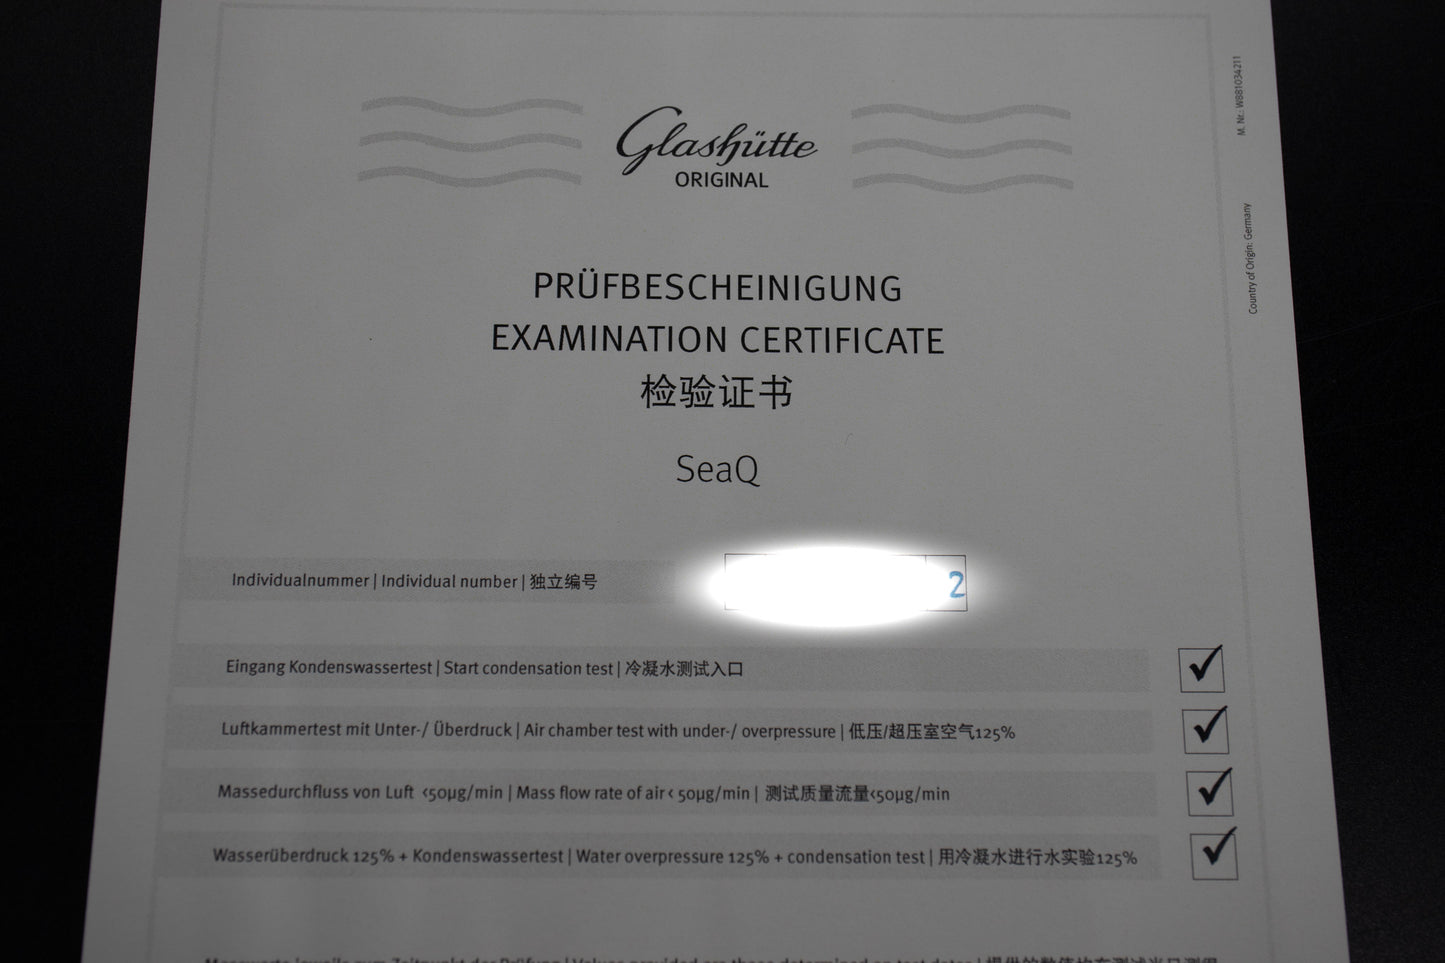 Glashütte
ORIGINAL
M. Nr.: W881034211
Country of Origin: Germany
PRÜFBESCHEINIGUNG
EXAMINATION CERTIFICATE
检验证书
SeaQ
Individualnummer | Individual number | 独立编号
2
Eingang Kondenswassertest | Start condensation test | 冷凝水测试入口
Luftkammertest mit Unter-/ Überdruck | Air chamber test with under-/ overpressure | 低压/超压室空气125%
Massedurchfluss von Luft <50µg/min | Mass flow rate of air < 50µg/min | 测试质量流量<50µg/min
Wasserüberdruck 125% + Kondenswassertest | Water overpressure 125% + condensation test | 用冷凝水进行水实验125%